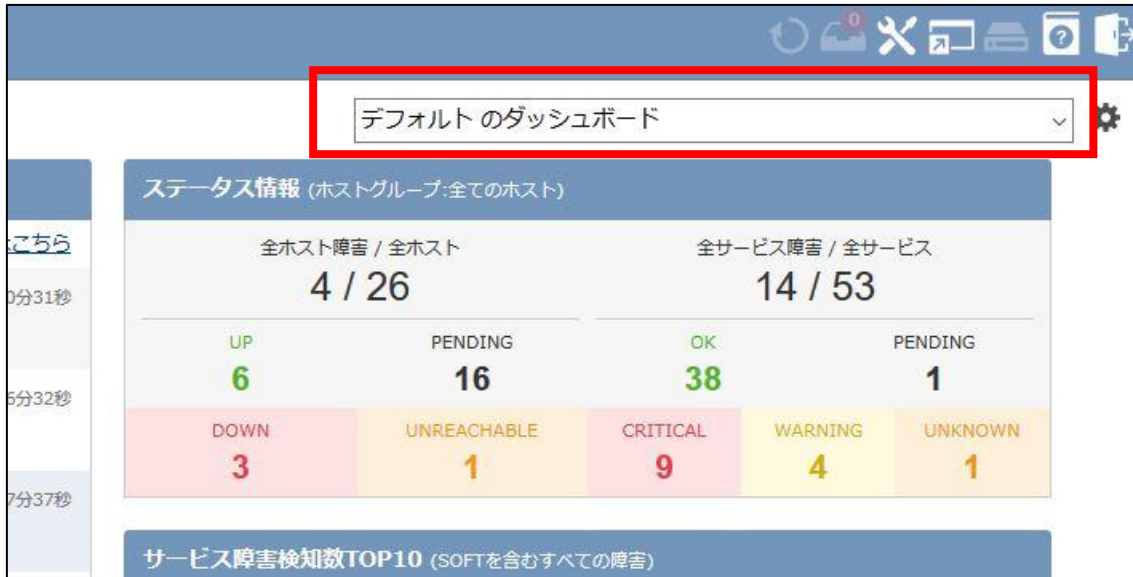 0
?
デフォルト のダッシュボード
ステータス情報 (ホストグループ:全てのホスト)
こちら
全ホスト障害 / 全ホスト
全サービス障害 / 全サービス
4 / 26
14 / 53
0分31秒
UP
PENDING
OK
PENDING
6
16
38
1
6分32秒
DOWN
UNREACHABLE
CRITICAL
WARNING
UNKNOWN
3
1
9
4
1
7分37秒
サービス障害検知数TOP10 (SOFTを含むすべての障害)